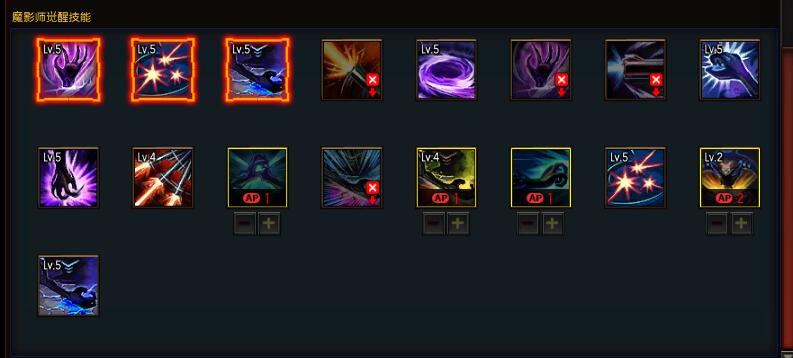 魔影师觉醒技能
Lv.5 Lv.5 Lv.5 Lv.5 Lv.5
Lv.5 Lv.4 Lv.4 Lv.5 Lv.2
AP 1 AP 1 AP 1 AP 2
Lv.5